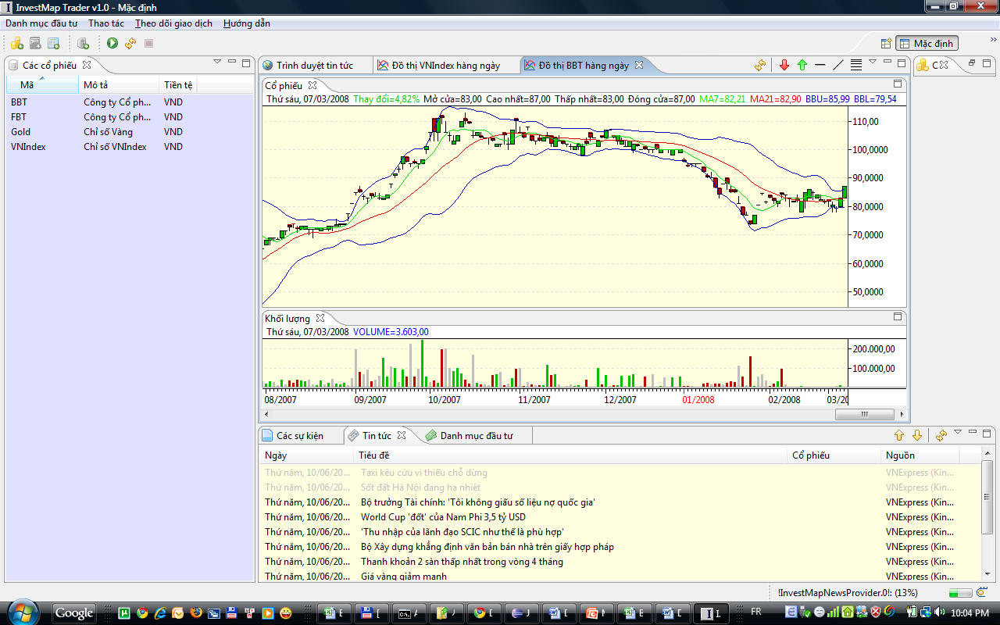 InvestMap Trader v1.0 - Mặc định
Danh mục đầu tư Thao tác Theo dõi giao dịch Hướng dẫn
Mặc định
Các cổ phiếu
Mã Mô tả Tiền tệ
BBT Công ty Cổ ph... VND
FBT Công ty Cổ ph... VND
Gold Chỉ số Vàng VND
VNIndex Chỉ số VNIndex VND
Trình duyệt tin tức Đồ thị VNIndex hàng ngày Đồ thị BBT hàng ngày
C
Cổ phiếu
Thứ sáu, 07/03/2008 Thay đổi=4,82% Mở cửa=83,00 Cao nhất=87,00 Thấp nhất=83,00 Đóng cửa=87,00 MA7=82,21 MA21=82,90 BBU=85,99 BBL=79,54
110,00
100,0000
90,0000
80,0000
70,0000
60,0000
50,0000
Khối lượng
Thứ sáu, 07/03/2008 VOLUME=3.603,00
200.000,00
100.000,00
08/2007 09/2007 10/2007 11/2007 12/2007 01/2008 02/2008 03/20
Các sự kiện Tin tức Danh mục đầu tư
Ngày Tiêu đề Cổ phiếu Nguồn
Thứ năm, 10/06/20... Taxi kêu cứu vì thiếu chỗ dừng VNExpress (Kin...
Thứ năm, 10/06/20... Sốt đất Hà Nội đang hạ nhiệt VNExpress (Kin...
Thứ năm, 10/06/20... Bộ trưởng Tài chính: 'Tôi không giấu số liệu nợ quốc gia' VNExpress (Kin...
Thứ năm, 10/06/20... World Cup 'đốt' của Nam Phi 3,5 tỷ USD VNExpress (Kin...
Thứ năm, 10/06/20... 'Thu nhập của lãnh đạo SCIC như thế là phù hợp' VNExpress (Kin...
Thứ năm, 10/06/20... Bộ Xây dựng khẳng định văn bản bán nhà trên giấy hợp pháp VNExpress (Kin...
Thứ năm, 10/06/20... Thanh khoản 2 sàn thấp nhất trong vòng 4 tháng VNExpress (Kin...
Thứ năm, 10/06/20... Giá vàng giảm mạnh VNExpress (Kin...
!InvestMapNewsProvider.0!: (13%)
Google FR 10:04 PM